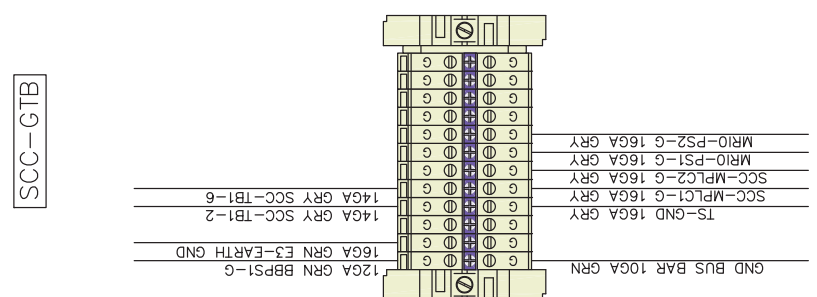 SCC-GTB
G G
G G
G G
G G
G G
G G
G G
G G
G G
G G
G G
G G
14GA GRY SCC-TB1-6
14GA GRY SCC-TB1-2
16GA GRN E3-EARTH GND
12GA GRN BBPS1-G
MRIO-PS2-G 16GA GRY
MRIO-PS1-G 16GA GRY
SCC-MPLC2-G 16GA GRY
SCC-MPLC1-G 16GA GRY
TS-GND 16GA GRY
GND BUS BAR 10GA GRN